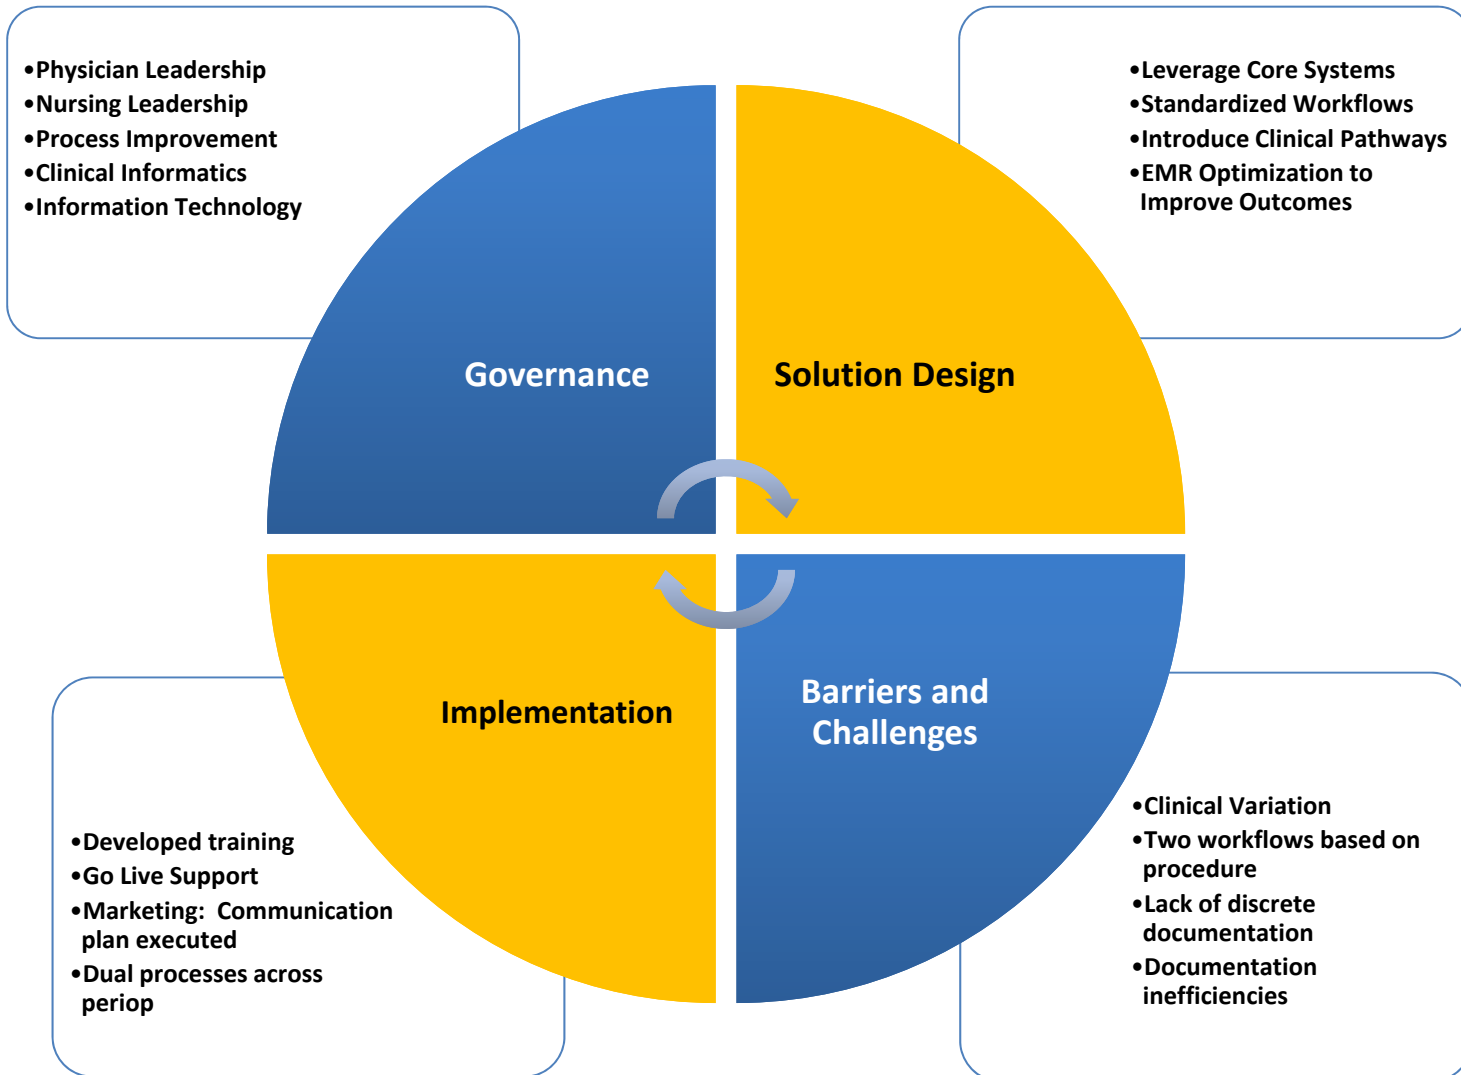 •Physician Leadership
•Nursing Leadership
•Process Improvement
•Clinical Informatics
•Information Technology
•Leverage Core Systems
•Standardized Workflows
•Introduce Clinical Pathways
•EMR Optimization to
Improve Outcomes
Governance
Solution Design
Implementation
Barriers and
Challenges
•Developed training
•Go Live Support
•Marketing: Communication
plan executed
•Dual processes across
periop
•Clinical Variation
•Two workflows based on
procedure
•Lack of discrete
documentation
•Documentation
inefficiencies